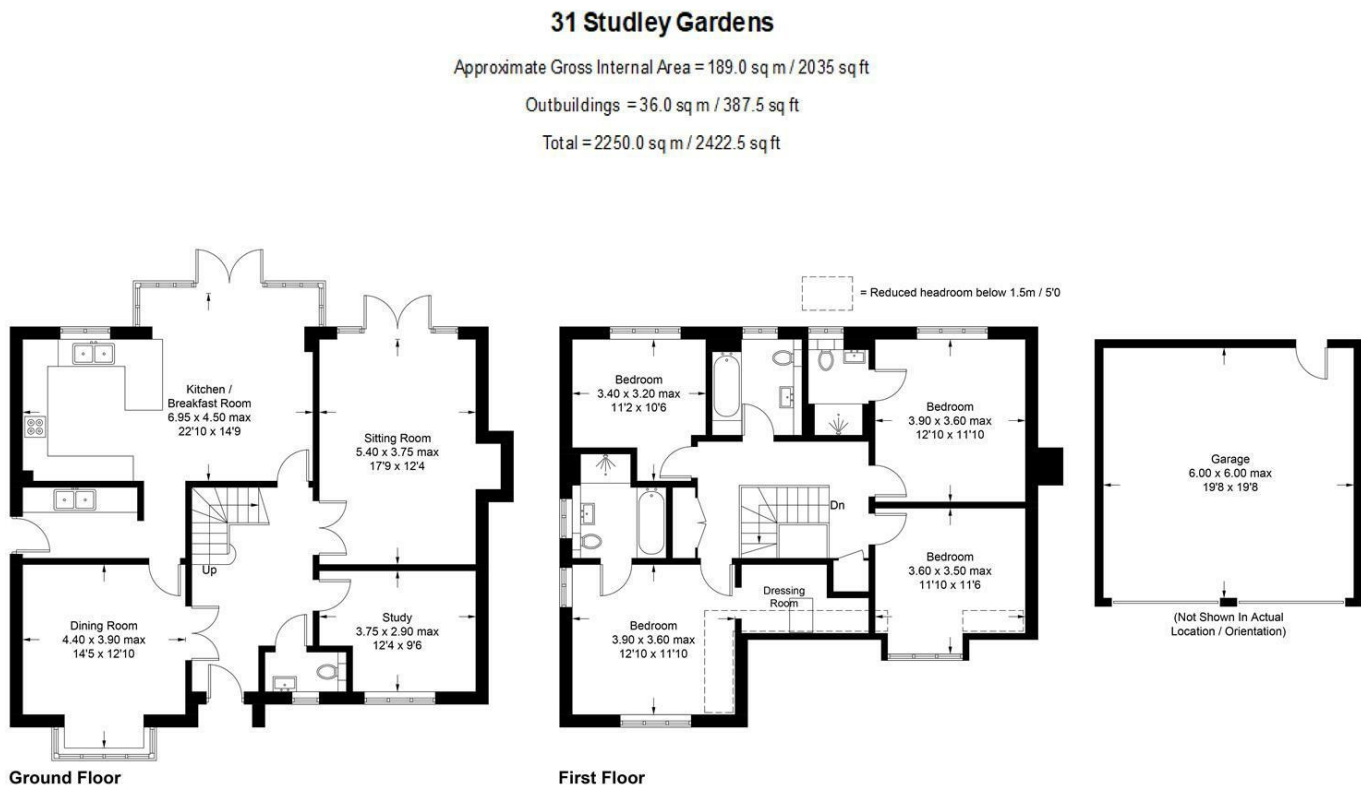 31 Studley Gardens
Approximate Gross Internal Area = 189.0 sq m / 2035 sq ft
Outbuildings = 36.0 sq m / 387.5 sq ft
Total = 2250.0 sq m / 2422.5 sq ft
= Reduced headroom below 1.5m / 5'0
Kitchen /
Breakfast Room
6.95 x 4.50 max
22'10 x 14'9
Sitting Room
5.40 x 3.75 max
17'9 x 12'4
Up
Dining Room
4.40 x 3.90 max
14'5 x 12'10
Study
3.75 x 2.90 max
12'4 x 9'6
Ground Floor
Bedroom
3.40 x 3.20 max
11'2 x 10'6
Bedroom
3.90 x 3.60 max
12'10 x 11'10
Dn
Bedroom
3.60 x 3.50 max
11'10 x 11'6
Dressing
Room
Bedroom
3.90 x 3.60 max
12'10 x 11'10
First Floor
Garage
6.00 x 6.00 max
19'8 x 19'8
(Not Shown In Actual
Location / Orientation)